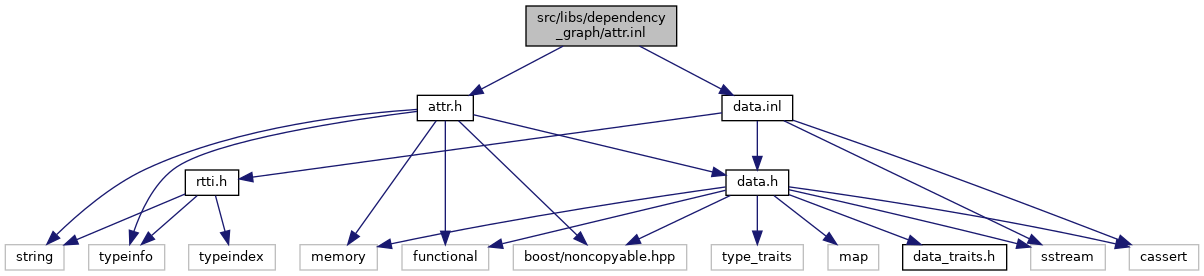 src/libs/dependency
_graph/attr.inl
attr.h
data.inl
rtti.h
data.h
string
typeinfo
typeindex
memory
functional
boost/noncopyable.hpp
type_traits
map
data_traits.h
sstream
cassert